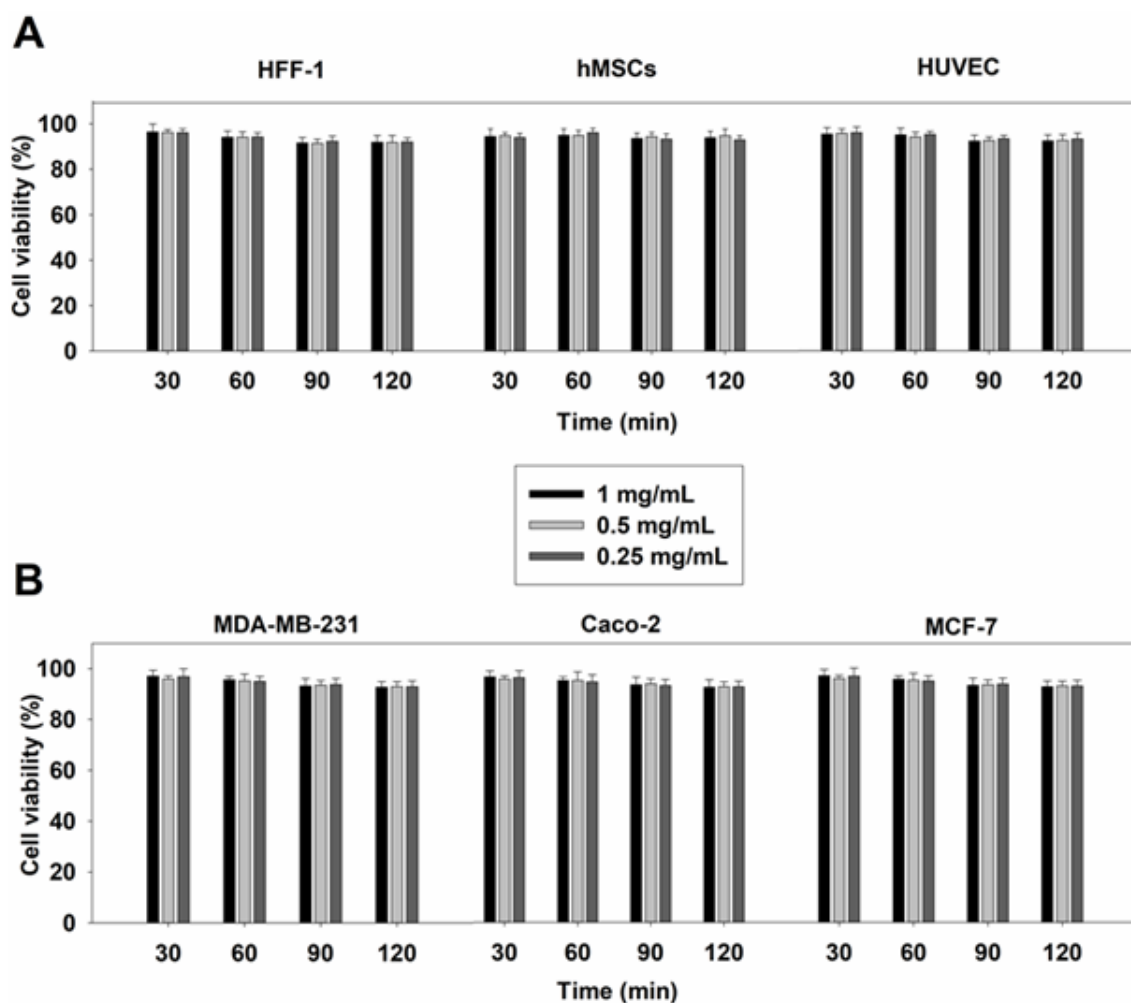 A
HFF-1 hMSCs HUVEC
Cell viability (%)
100
80
60
40
20
0
30 60 90 120 30 60 90 120 30 60 90 120
Time (min)
1 mg/mL
0.5 mg/mL
0.25 mg/mL
B
MDA-MB-231 Caco-2 MCF-7
Cell viability (%)
100
80
60
40
20
0
30 60 90 120 30 60 90 120 30 60 90 120
Time (min)